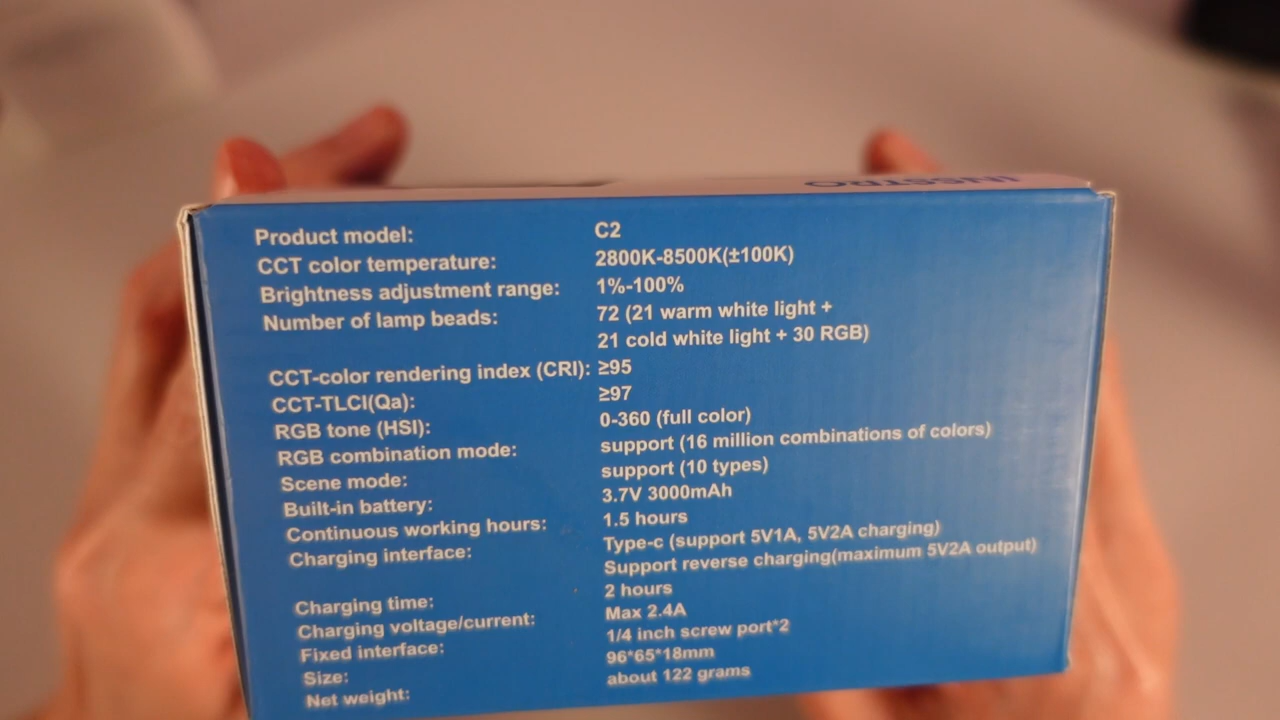 INSSTRO
Product model: C2
CCT color temperature: 2800K-8500K(±100K)
Brightness adjustment range: 1%-100%
Number of lamp beads: 72 (21 warm white light +
21 cold white light + 30 RGB)
CCT-color rendering index (CRI): ≥95
CCT-TLCI(Qa): ≥97
RGB tone (HSI): 0-360 (full color)
RGB combination mode: support (16 million combinations of colors)
Scene mode: support (10 types)
Built-in battery: 3.7V 3000mAh
Continuous working hours: 1.5 hours
Charging interface: Type-c (support 5V1A, 5V2A charging)
Support reverse charging(maximum 5V2A output)
Charging time: 2 hours
Charging voltage/current: Max 2.4A
Fixed interface: 1/4 inch screw port*2
Size: 96*65*18mm
Net weight: about 122 grams